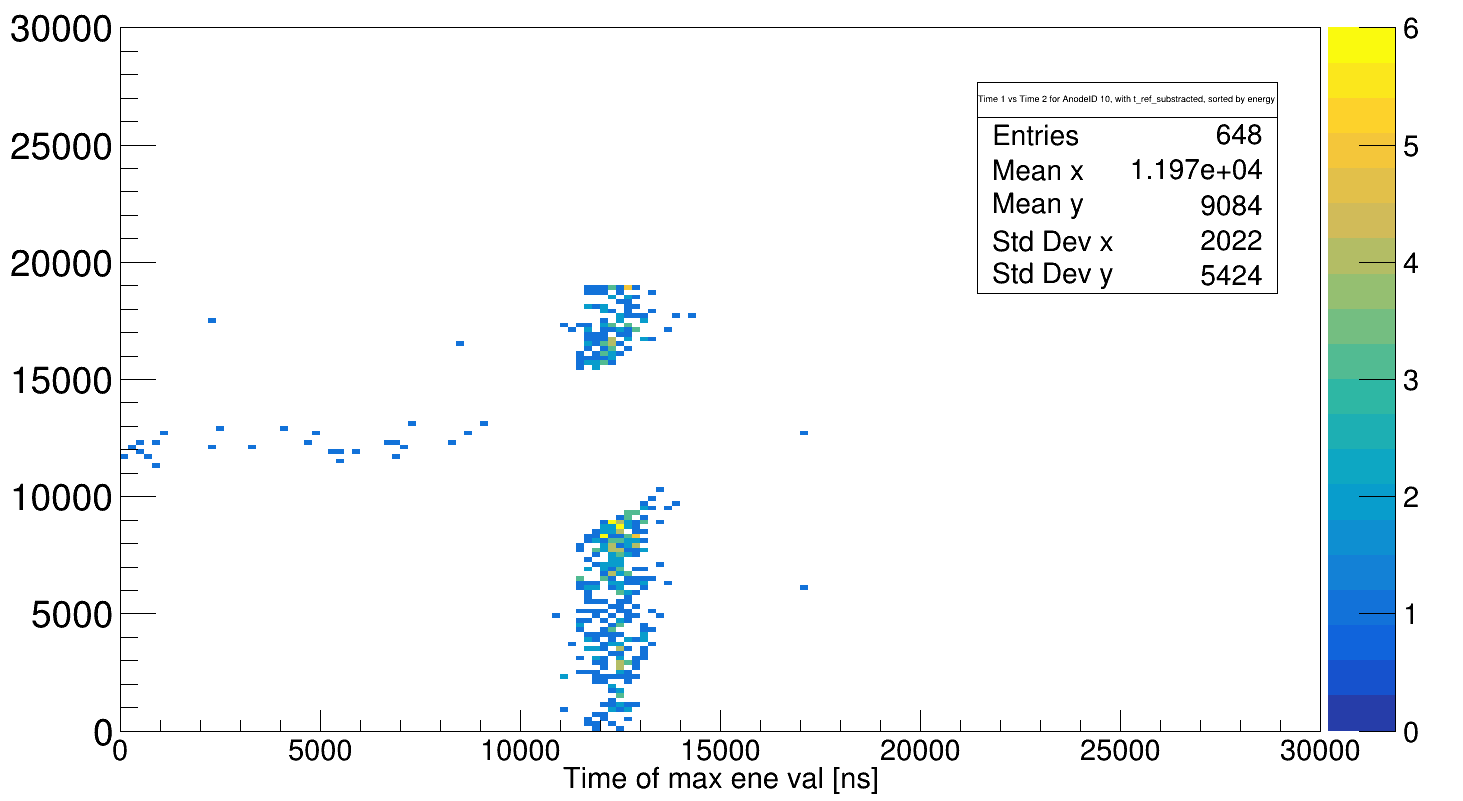 30000
25000
20000
15000
10000
5000
0
0 5000 10000 15000 20000 25000 30000
Time of max ene val [ns]
Time 1 vs Time 2 for AnodeID 10, with t_ref_substracted, sorted by energy
Entries 648
Mean x 1.197e+04
Mean y 9084
Std Dev x 2022
Std Dev y 5424
6
5
4
3
2
1
0